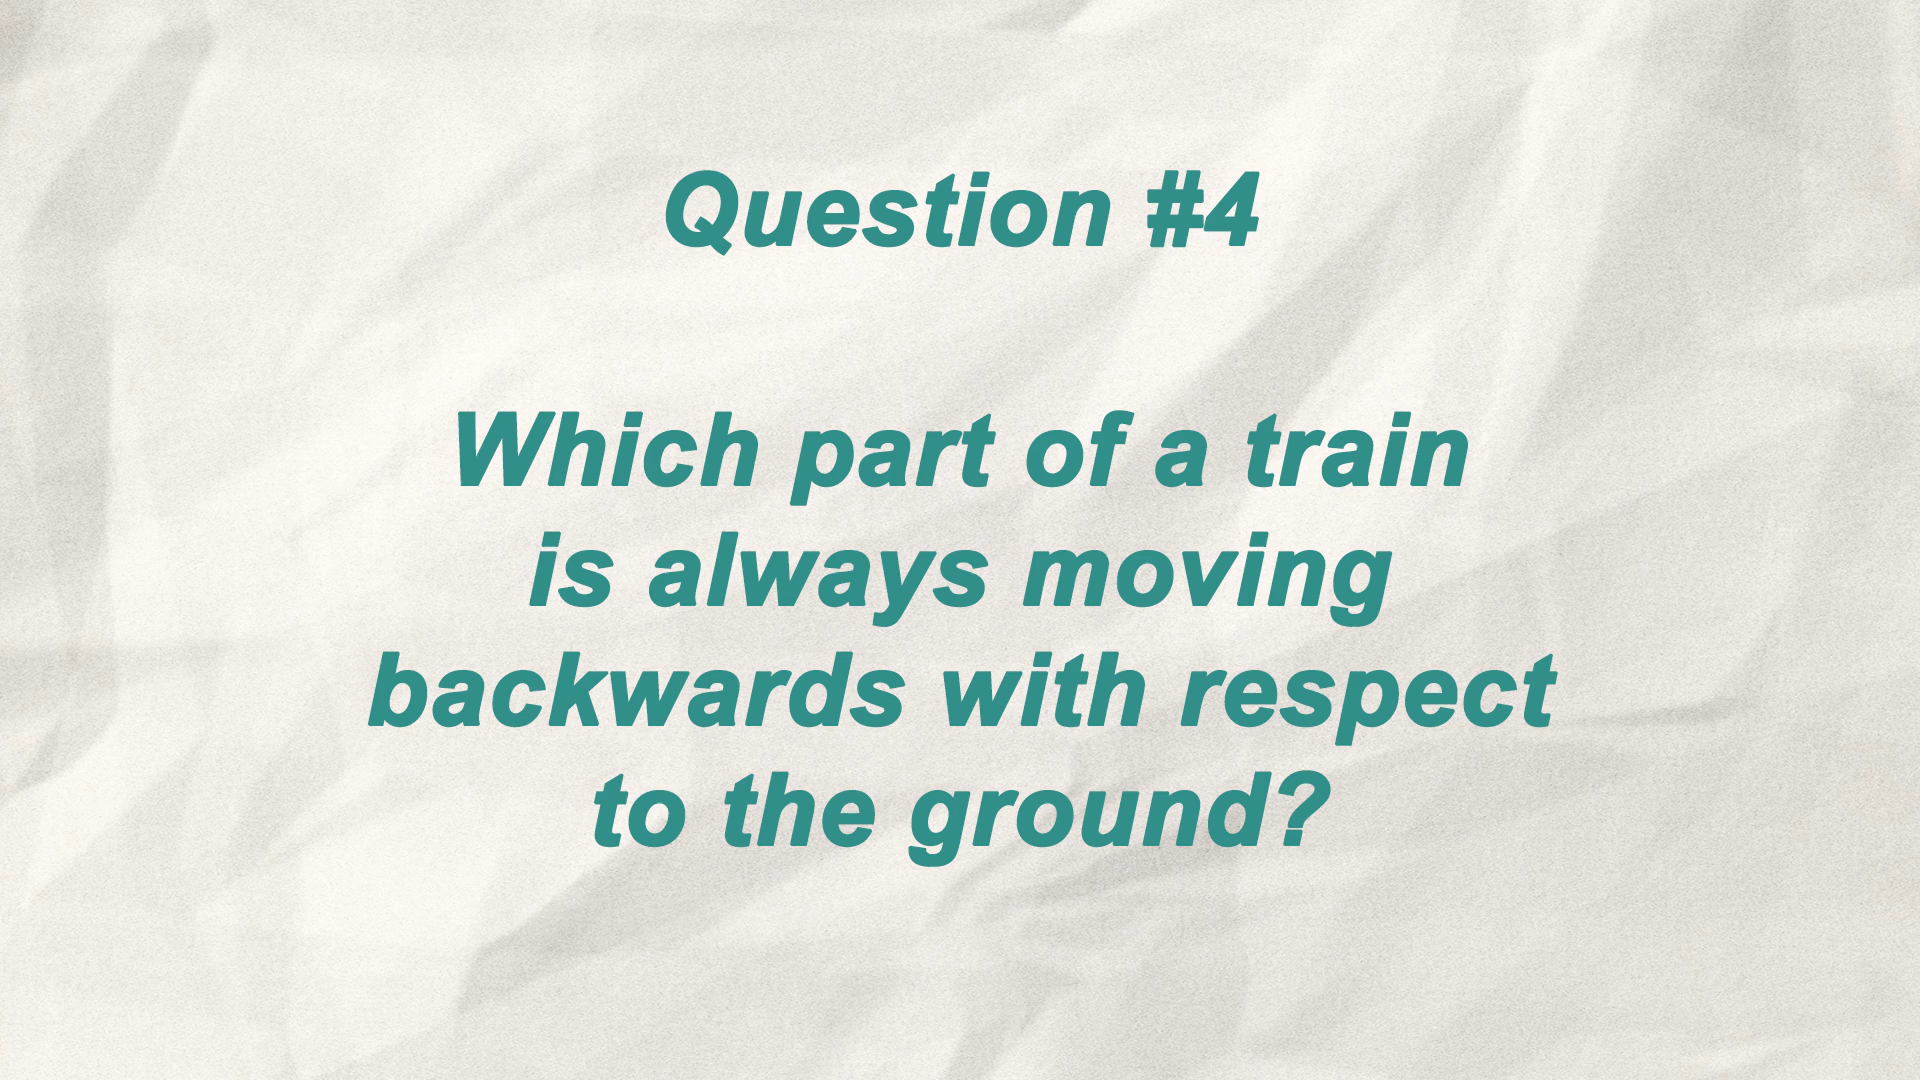 Question #4
Which part of a train
is always moving
backwards with respect
to the ground?